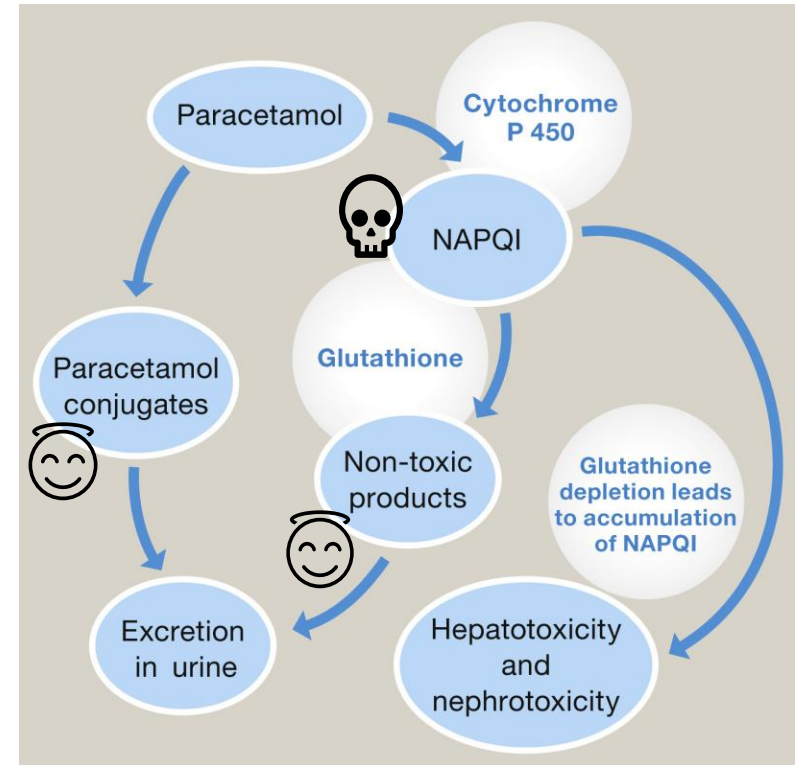 Paracetamol
Cytochrome
P 450
NAPQI
Glutathione
Paracetamol
conjugates
Non-toxic
products
Glutathione
depletion leads
to accumulation
of NAPQI
Excretion
in urine
Hepatotoxicity
and
nephrotoxicity